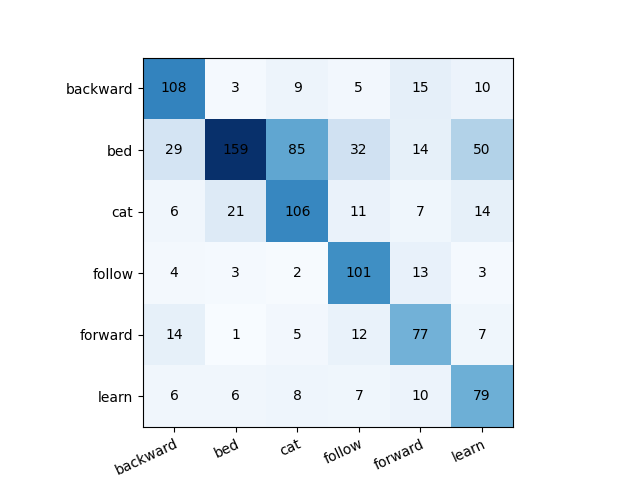 backward 108 3 9 5 15 10
bed 29 159 85 32 14 50
cat 6 21 106 11 7 14
follow 4 3 2 101 13 3
forward 14 1 5 12 77 7
learn 6 6 8 7 10 79
backward bed cat follow forward learn